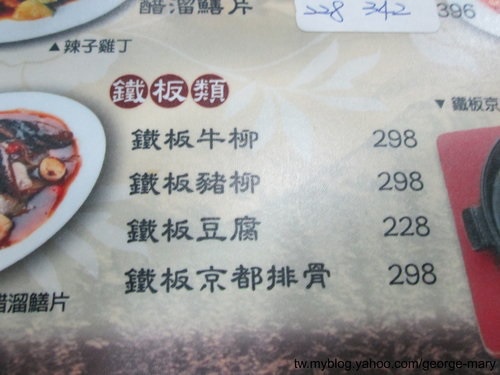 醋溜鱔片
228 342
396
▲辣子雞丁
鐵板類
▼鐵板京
鐵板牛柳 298
鐵板豬柳 298
鐵板豆腐 228
鐵板京都排骨 298
醋溜鱔片
tw.myblog.yahoo.com/george-mary